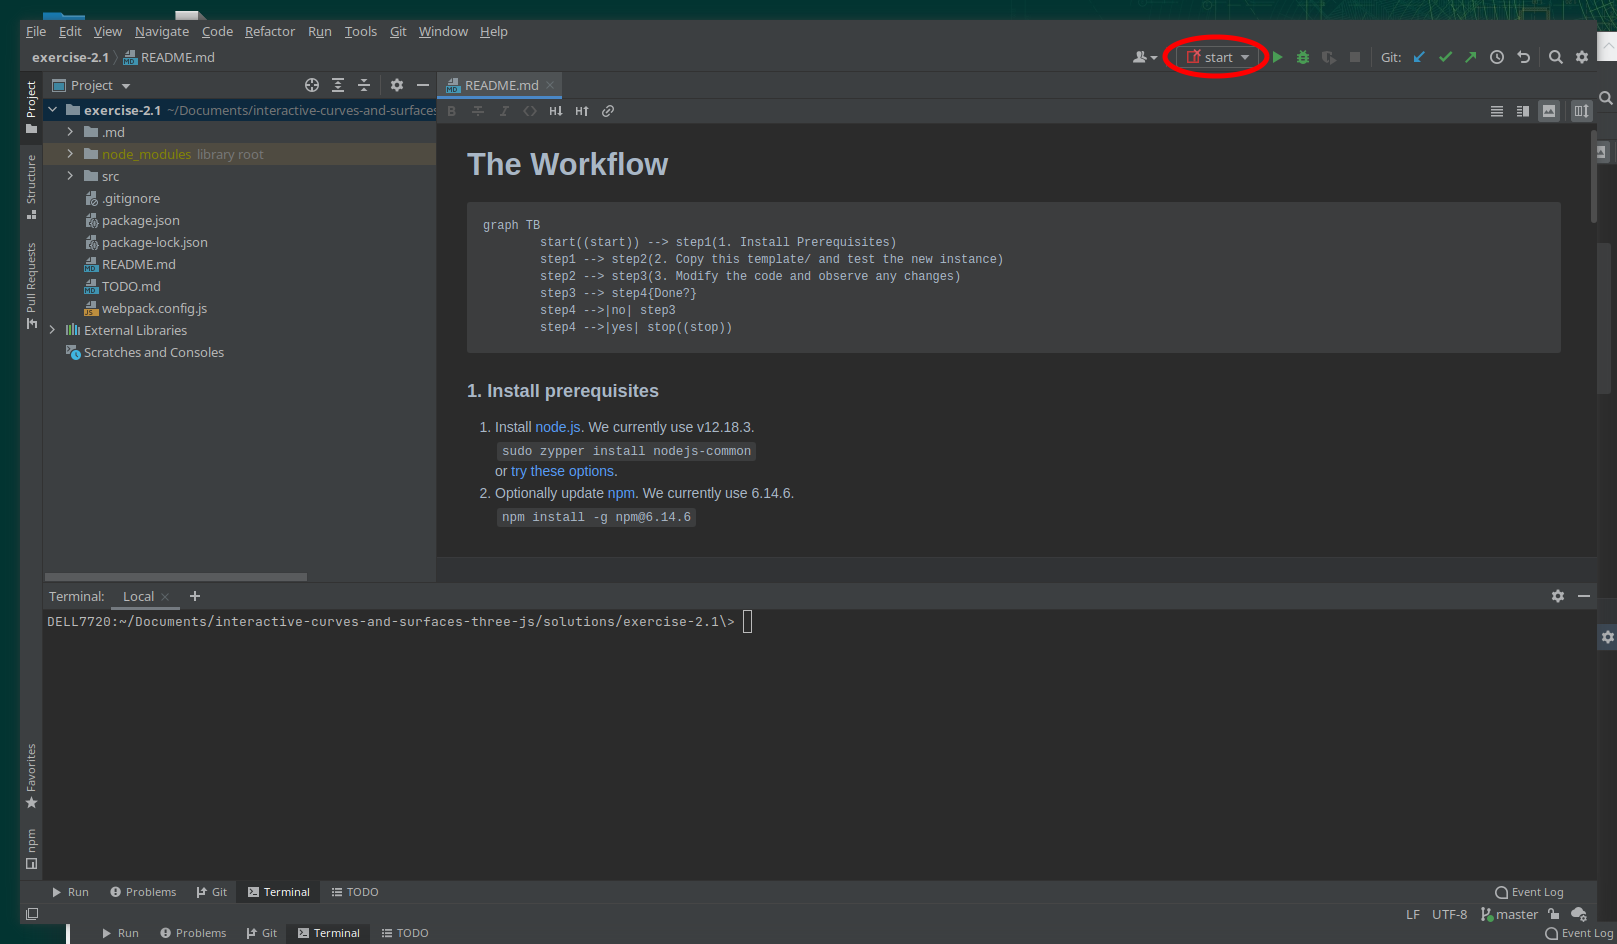 File Edit View Navigate Code Refactor Run Tools Git Window Help
exercise-2.1 README.md
start
Git:
Project
Project
README.md
exercise-2.1 ~/Documents/interactive-curves-and-surfaces
.md
node_modules library root
src
.gitignore
package.json
package-lock.json
README.md
TODO.md
webpack.config.js
External Libraries
Scratches and Consoles
Structure
Pull Requests
Favorites
npm
B I H↓ H↑
The Workflow
graph TB
start((start)) --> step1(1. Install Prerequisites)
step1 --> step2(2. Copy this template/ and test the new instance)
step2 --> step3(3. Modify the code and observe any changes)
step3 --> step4{Done?}
step4 -->|no| step3
step4 -->|yes| stop((stop))
1. Install prerequisites
1. Install node.js. We currently use v12.18.3.
sudo zypper install nodejs-common
or try these options.
2. Optionally update npm. We currently use 6.14.6.
npm install -g npm@6.14.6
Terminal: Local
DELL7720:~/Documents/interactive-curves-and-surfaces-three-js/solutions/exercise-2.1\>
Run Problems Git Terminal TODO
Event Log
LF UTF-8 master
Run Problems Git Terminal TODO
Event Log